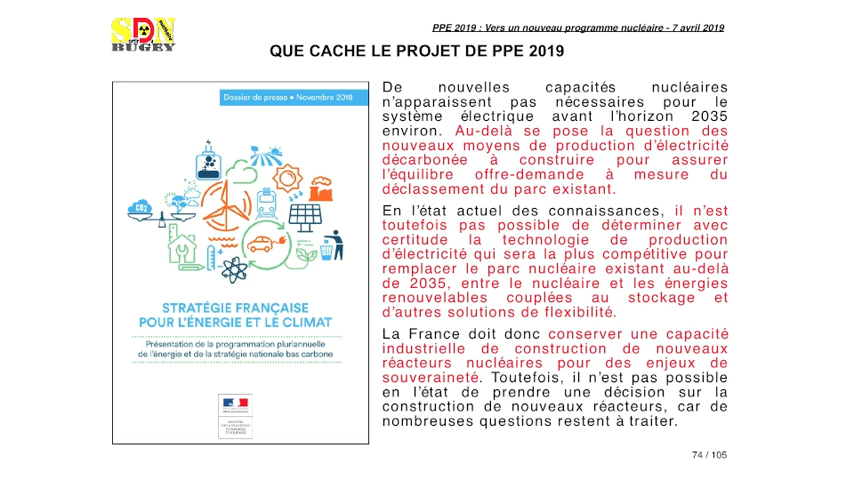 SDN
nucléaire
BUGEY
PPE 2019 : Vers un nouveau programme nucléaire - 7 avril 2019
QUE CACHE LE PROJET DE PPE 2019
Dossier de presse • Novembre 2018
CO2
STRATÉGIE FRANÇAISE
POUR L'ÉNERGIE ET LE CLIMAT
Présentation de la programmation pluriannuelle
de l'énergie et de la stratégie nationale bas carbone
De nouvelles capacités nucléaires
n'apparaissent pas nécessaires pour le
système électrique avant l'horizon 2035
environ. Au-delà se pose la question des
nouveaux moyens de production d'électricité
décarbonée à construire pour assurer
l'équilibre offre-demande à mesure du
déclassement du parc existant.
En l'état actuel des connaissances, il n'est
toutefois pas possible de déterminer avec
certitude la technologie de production
d'électricité qui sera la plus compétitive pour
remplacer le parc nucléaire existant au-delà
de 2035, entre le nucléaire et les énergies
renouvelables couplées au stockage et
d'autres solutions de flexibilité.
La France doit donc conserver une capacité
industrielle de construction de nouveaux
réacteurs nucléaires pour des enjeux de
souveraineté. Toutefois, il n'est pas possible
en l'état de prendre une décision sur la
construction de nouveaux réacteurs, car de
nombreuses questions restent à traiter.
74 / 105